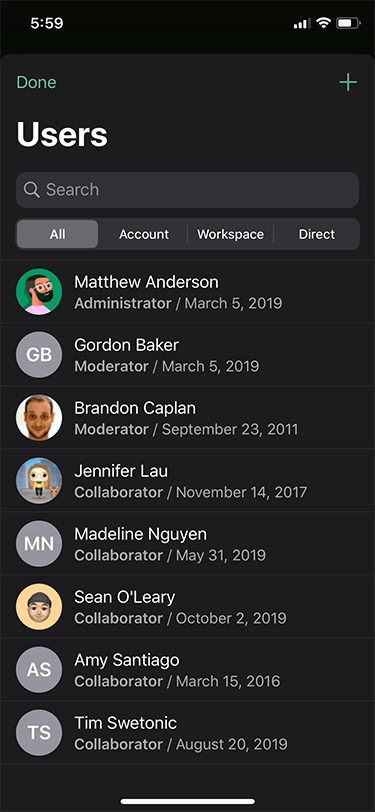 5:59
Done
Users
Search
All Account Workspace Direct
Matthew Anderson
Administrator / March 5, 2019
GB
Gordon Baker
Moderator / March 5, 2019
Brandon Caplan
Moderator / September 23, 2011
Jennifer Lau
Collaborator / November 14, 2017
MN
Madeline Nguyen
Collaborator / May 31, 2019
Sean O'Leary
Collaborator / October 2, 2019
AS
Amy Santiago
Collaborator / March 15, 2016
TS
Tim Swetonic
Collaborator / August 20, 2019